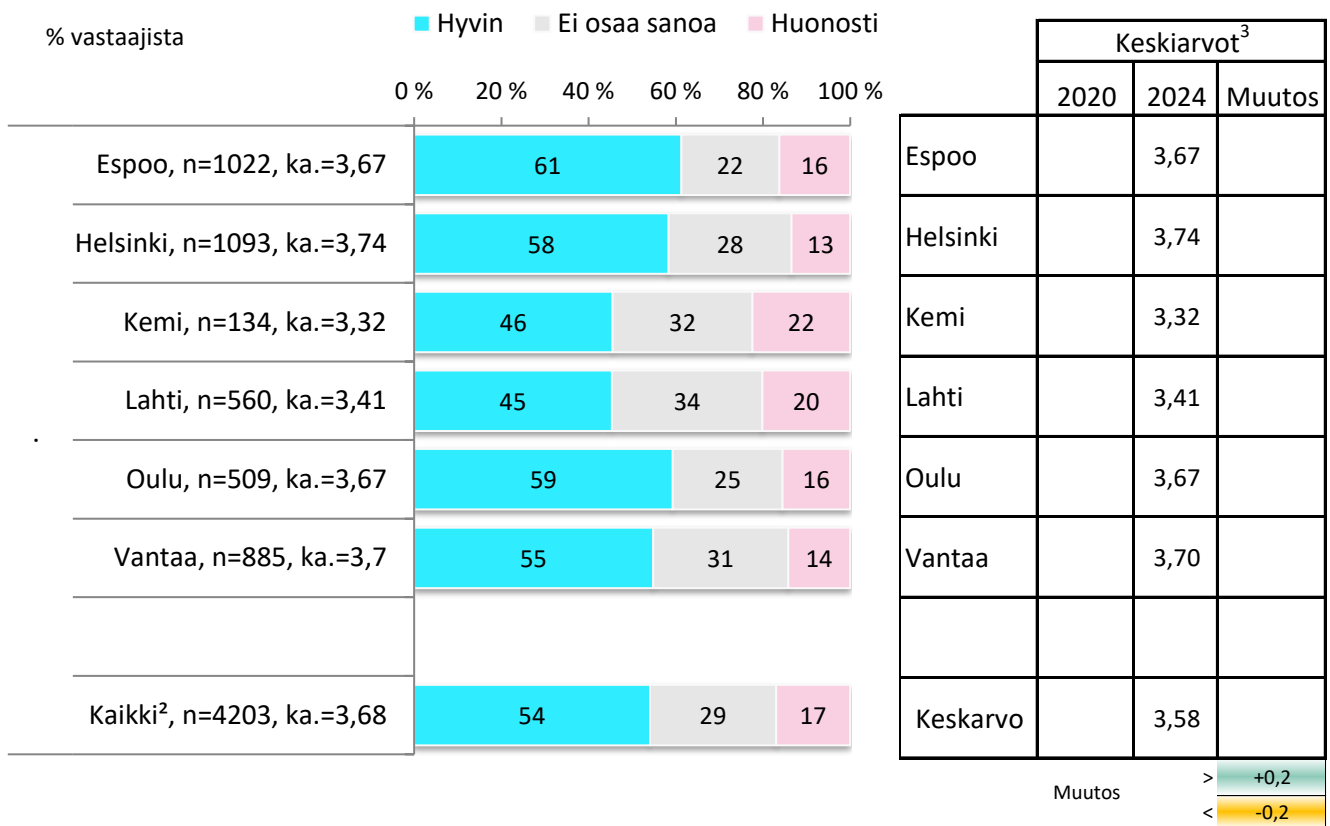 % vastaajista
Hyvin Ei osaa sanoa Huonosti
0 % 20 % 40 % 60 % 80 % 100 %
Espoo, n=1022, ka.=3,67 61 22 16
Helsinki, n=1093, ka.=3,74 58 28 13
Kemi, n=134, ka.=3,32 46 32 22
Lahti, n=560, ka.=3,41 45 34 20
.
Oulu, n=509, ka.=3,67 59 25 16
Vantaa, n=885, ka.=3,7 55 31 14
Kaikki², n=4203, ka.=3,68 54 29 17
Keskiarvot³
2020 2024 Muutos
Espoo 3,67
Helsinki 3,74
Kemi 3,32
Lahti 3,41
Oulu 3,67
Vantaa 3,70
Keskarvo 3,58
Muutos
> +0,2
< -0,2